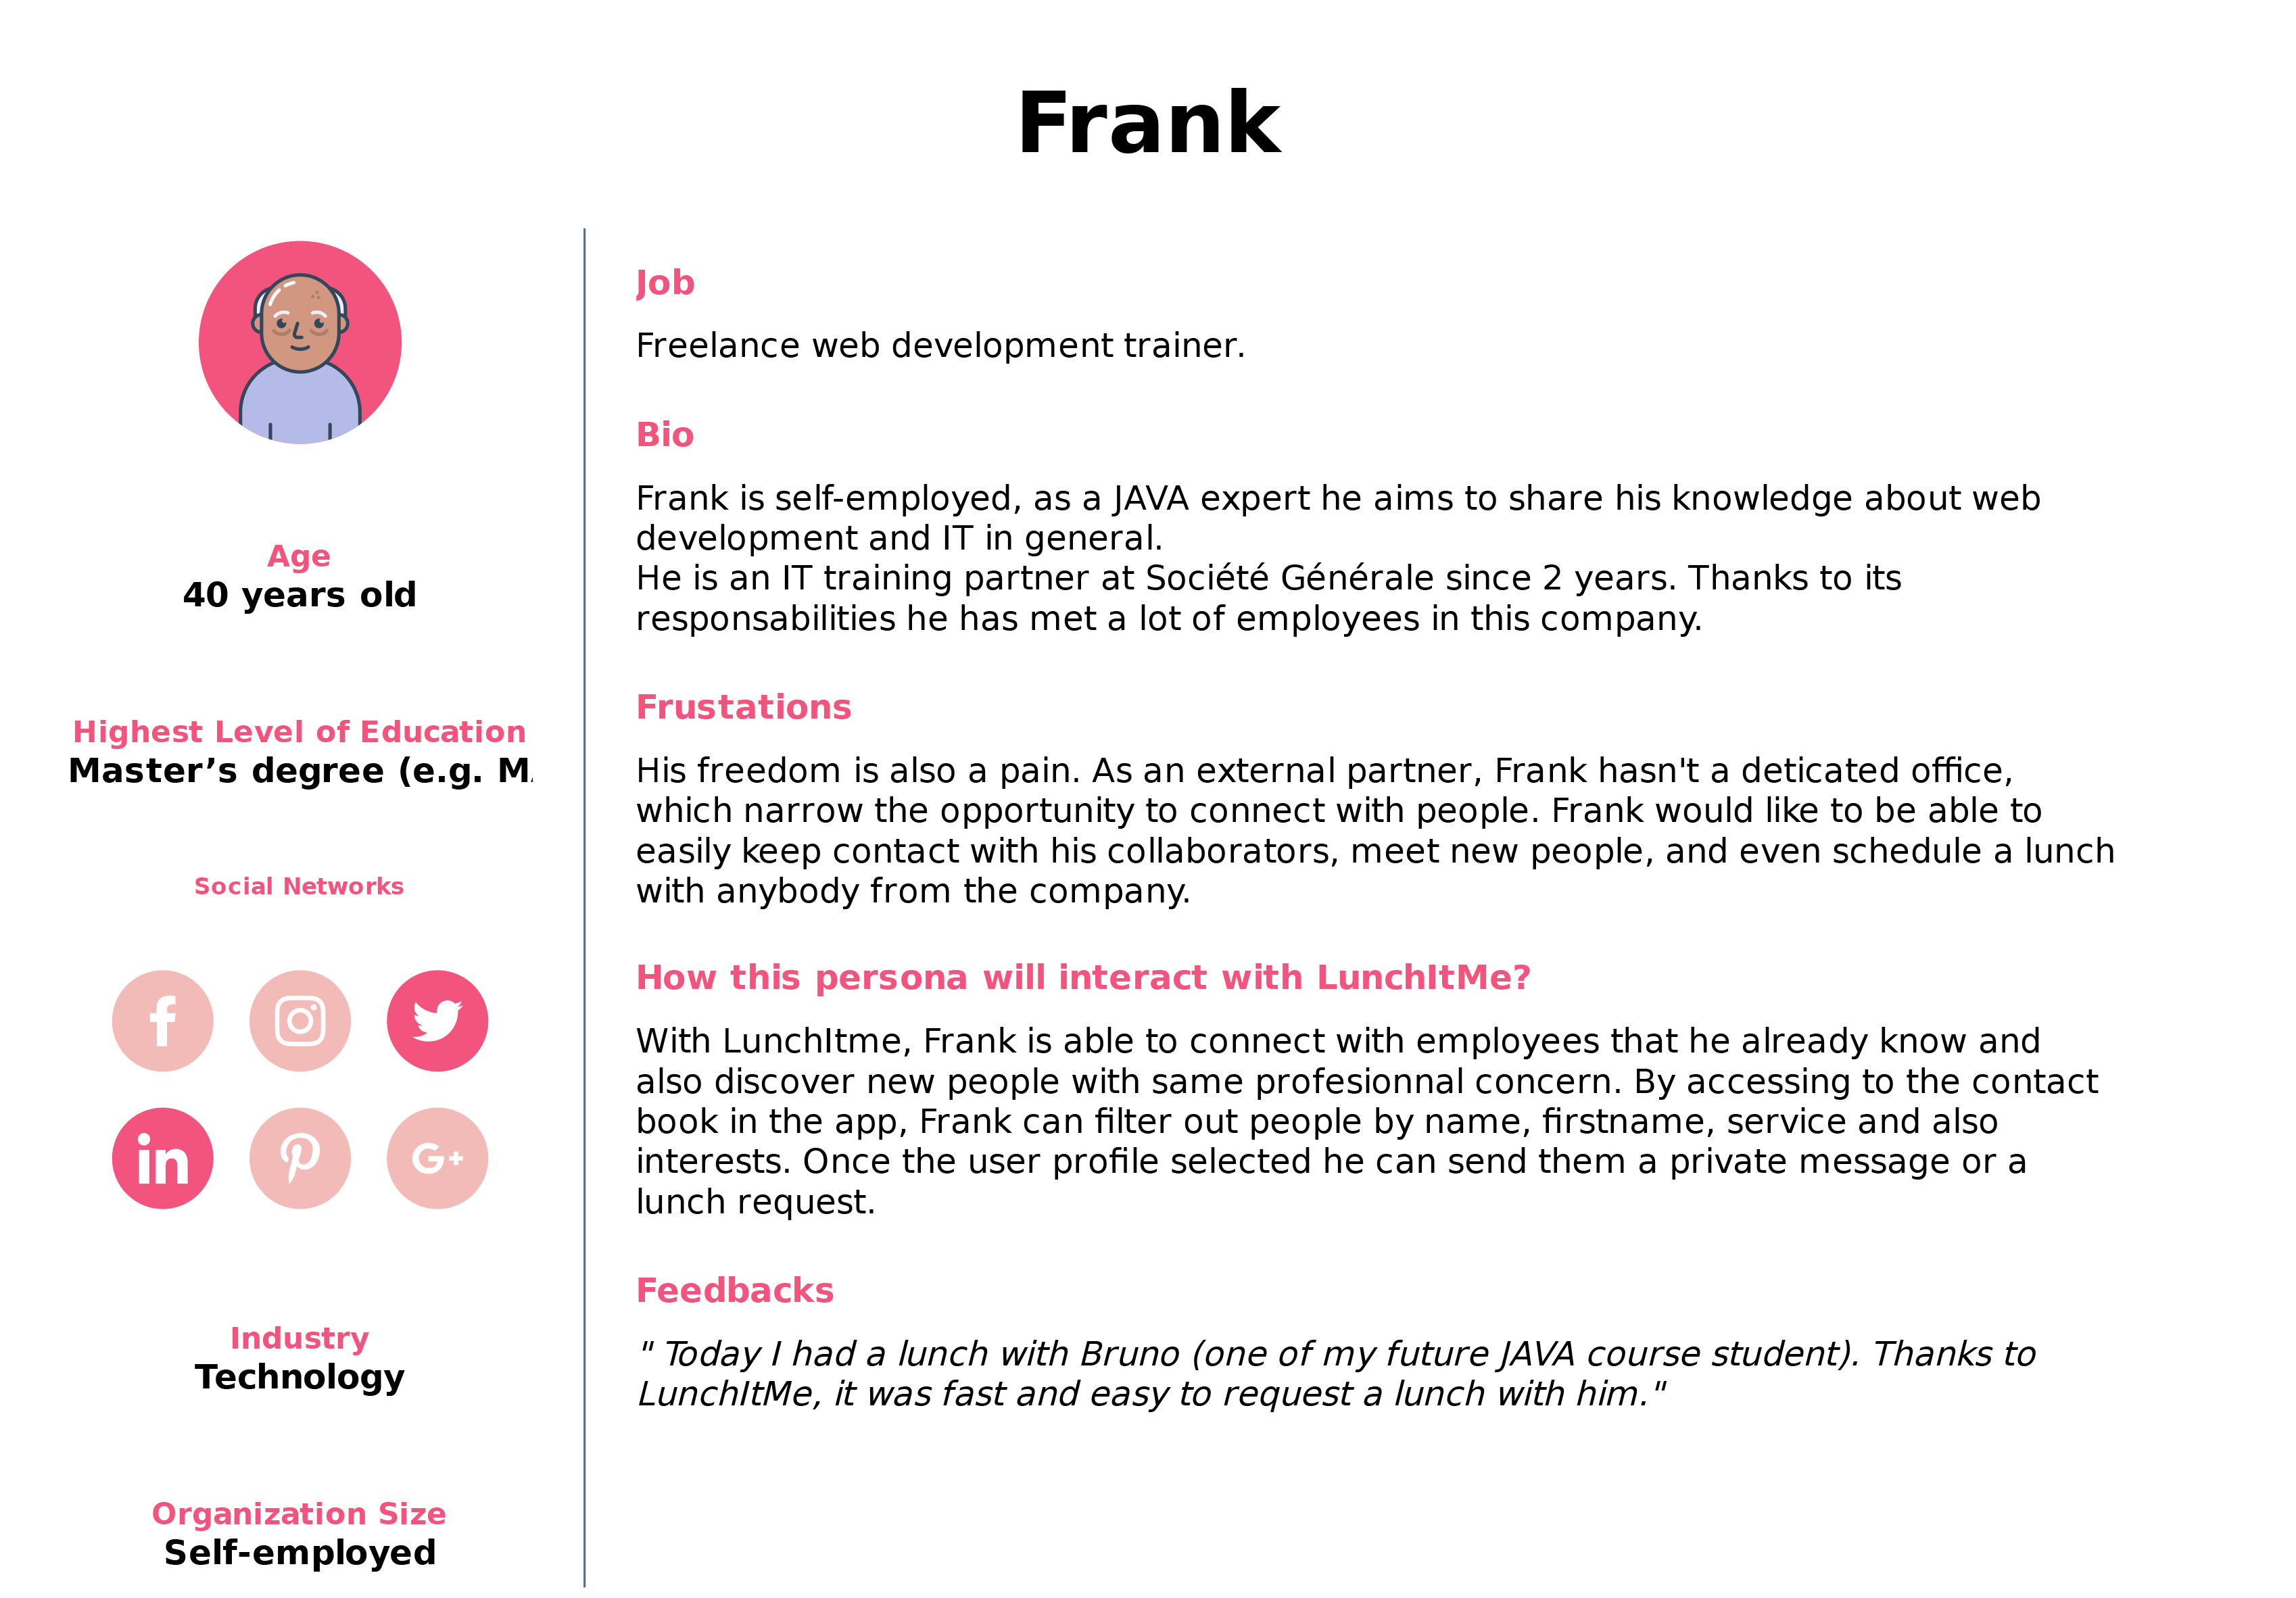 Frank
Age
40 years old
Highest Level of Education
Master’s degree (e.g. M
Social Networks
in
G+
Industry
Technology
Organization Size
Self-employed
Job
Freelance web development trainer.
Bio
Frank is self-employed, as a JAVA expert he aims to share his knowledge about web
development and IT in general.
He is an IT training partner at Société Générale since 2 years. Thanks to its
responsabilities he has met a lot of employees in this company.
Frustations
His freedom is also a pain. As an external partner, Frank hasn't a deticated office,
which narrow the opportunity to connect with people. Frank would like to be able to
easily keep contact with his collaborators, meet new people, and even schedule a lunch
with anybody from the company.
How this persona will interact with LunchItMe?
With LunchItme, Frank is able to connect with employees that he already know and
also discover new people with same profesionnal concern. By accessing to the contact
book in the app, Frank can filter out people by name, firstname, service and also
interests. Once the user profile selected he can send them a private message or a
lunch request.
Feedbacks
" Today I had a lunch with Bruno (one of my future JAVA course student). Thanks to
LunchItMe, it was fast and easy to request a lunch with him."